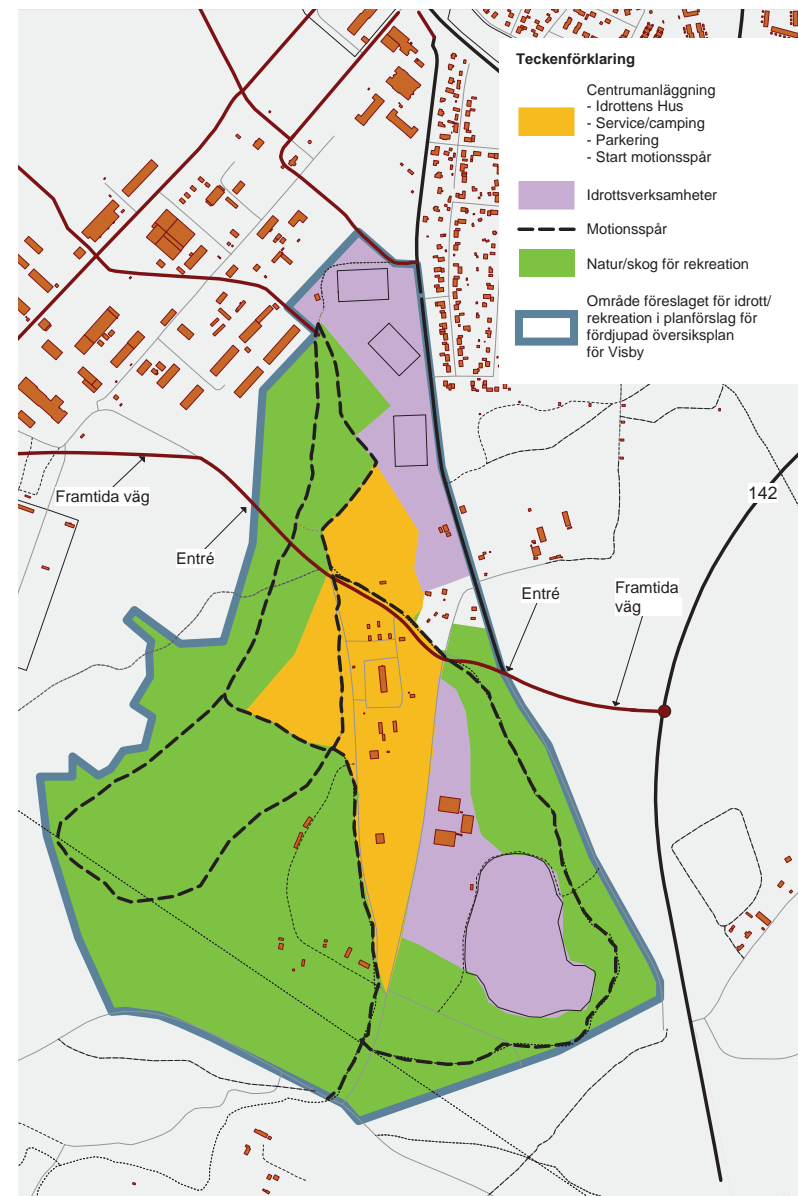 Teckenförklaring
Centrumanläggning
- Idrottens Hus
- Service/camping
- Parkering
- Start motionsspår
Idrottsverksamheter
Motionsspår
Natur/skog för rekreation
Område föreslaget för idrott/
rekreation i planförslag för
fördjupad översiksplan
för Visby
142
Framtida väg
Entré
Entré
Framtida
väg